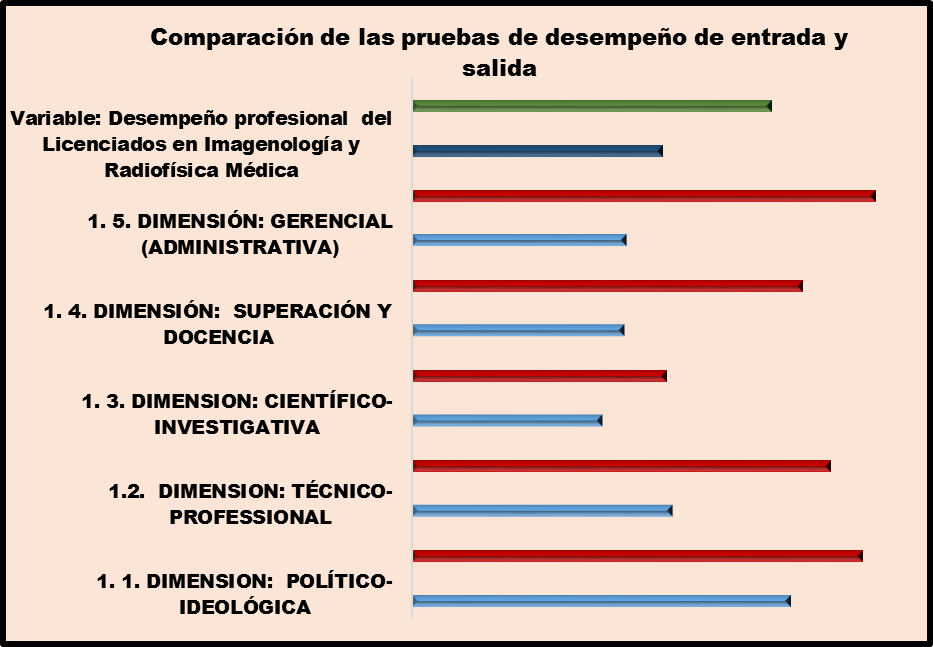 Comparación de las pruebas de desempeño de entrada y
salida
Variable: Desempeño profesional del
Licenciados en Imagenología y
Radiofísica Médica
1. 5. DIMENSIÓN: GERENCIAL
(ADMINISTRATIVA)
1. 4. DIMENSIÓN: SUPERACIÓN Y
DOCENCIA
1. 3. DIMENSION: CIENTÍFICO-
INVESTIGATIVA
1.2. DIMENSION: TÉCNICO-
PROFESSIONAL
1. 1. DIMENSION: POLÍTICO-
IDEOLÓGICA